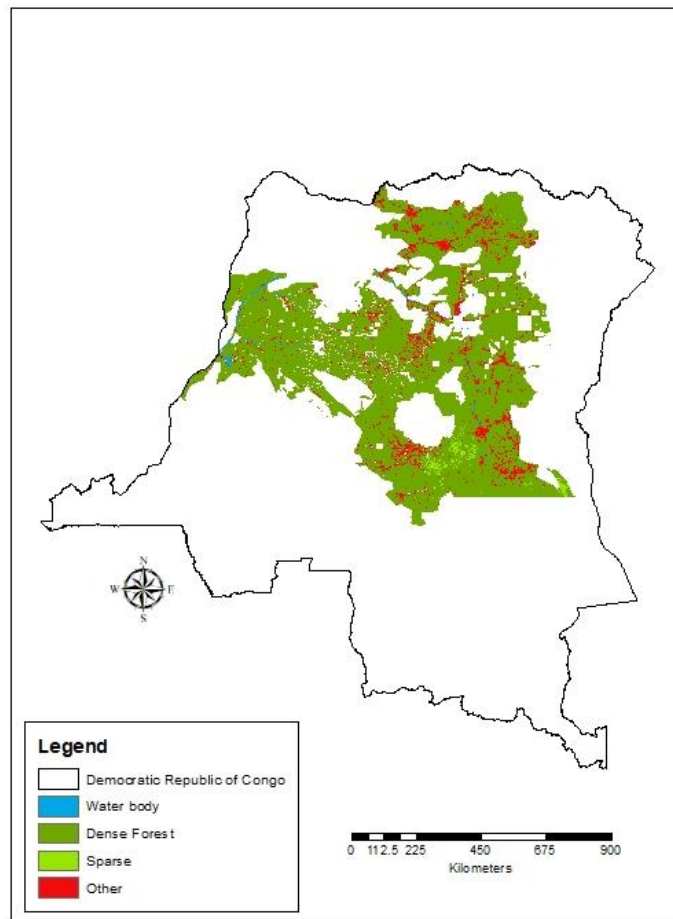 N
W E
S
Legend
Democratic Republic of Congo
Water body
Dense Forest
Sparse
Other
0 112.5 225 450 675 900
Kilometers